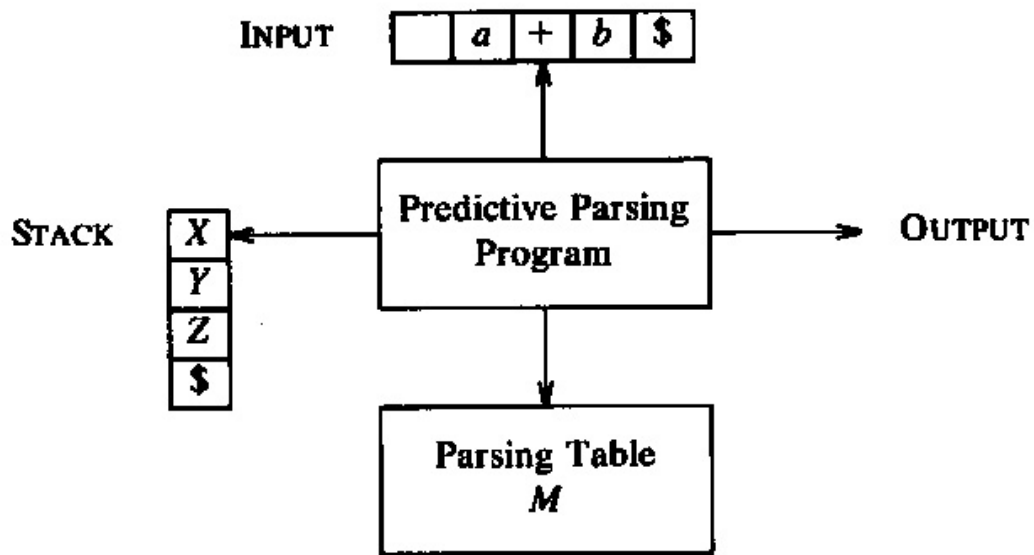 INPUT a + b $
Predictive Parsing
Program
STACK X
Y
Z
$
OUTPUT
Parsing Table
M